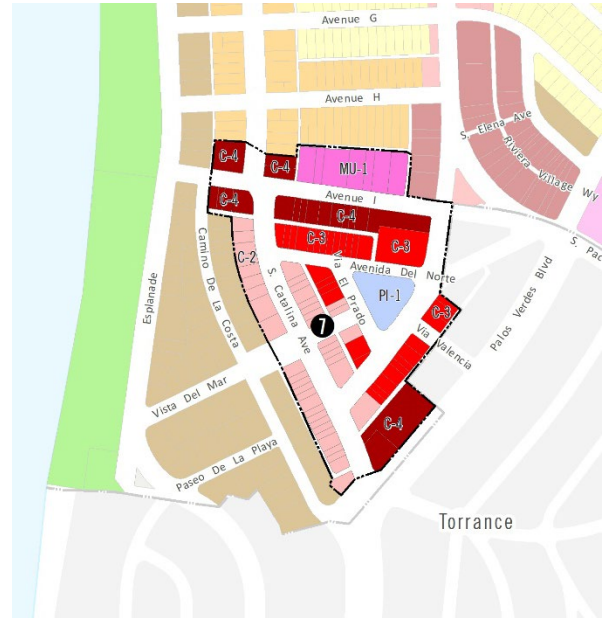 Avenue G
Avenue H
S. Elena Ave
Riviera Village Wy
C-4
C-4
MU-1
Avenue I
C-4
C-4
S. Pac
C-3
C-3
C-2
Avenida Del Norte
Camino De La Costa
Esplanade
S. Catalina Ave
Via El Prado
PI-1
Palos Verdes Blvd
C-3
7
Via Valencia
Vista Del Mar
C-4
Paseo De La Playa
Torrance